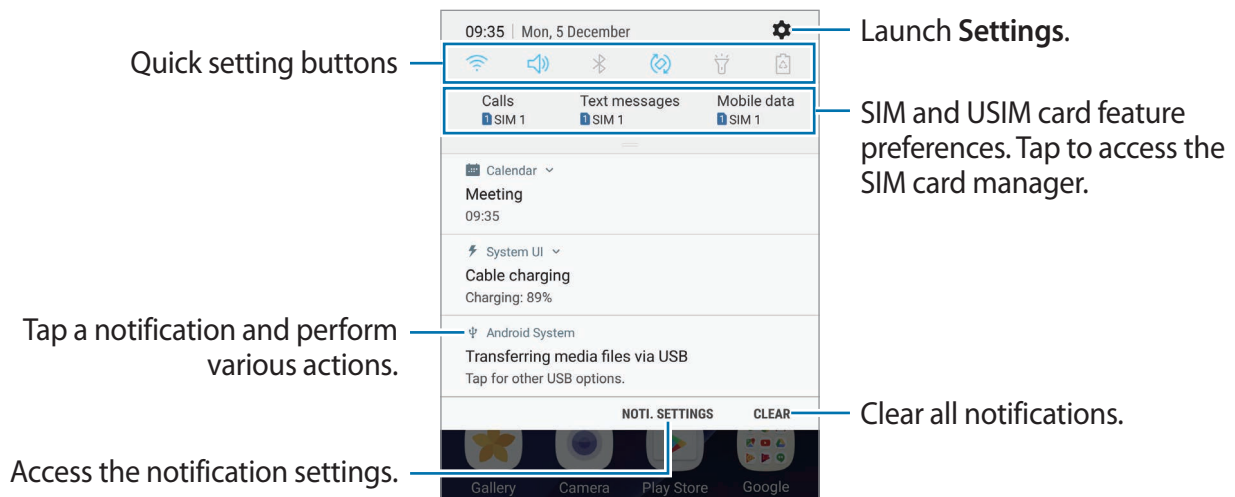 09:35 | Mon, 5 December
Launch Settings.
Quick setting buttons
Calls
Text messages
Mobile data
1 SIM 1
1 SIM 1
1 SIM 1
SIM and USIM card feature
preferences. Tap to access the
SIM card manager.
Calendar
Meeting
09:35
System UI
Cable charging
Charging: 89%
Tap a notification and perform
various actions.
Android System
Transferring media files via USB
Tap for other USB options.
NOTI. SETTINGS
CLEAR
Clear all notifications.
Access the notification settings.
Gallery
Camera
Play Store
Google